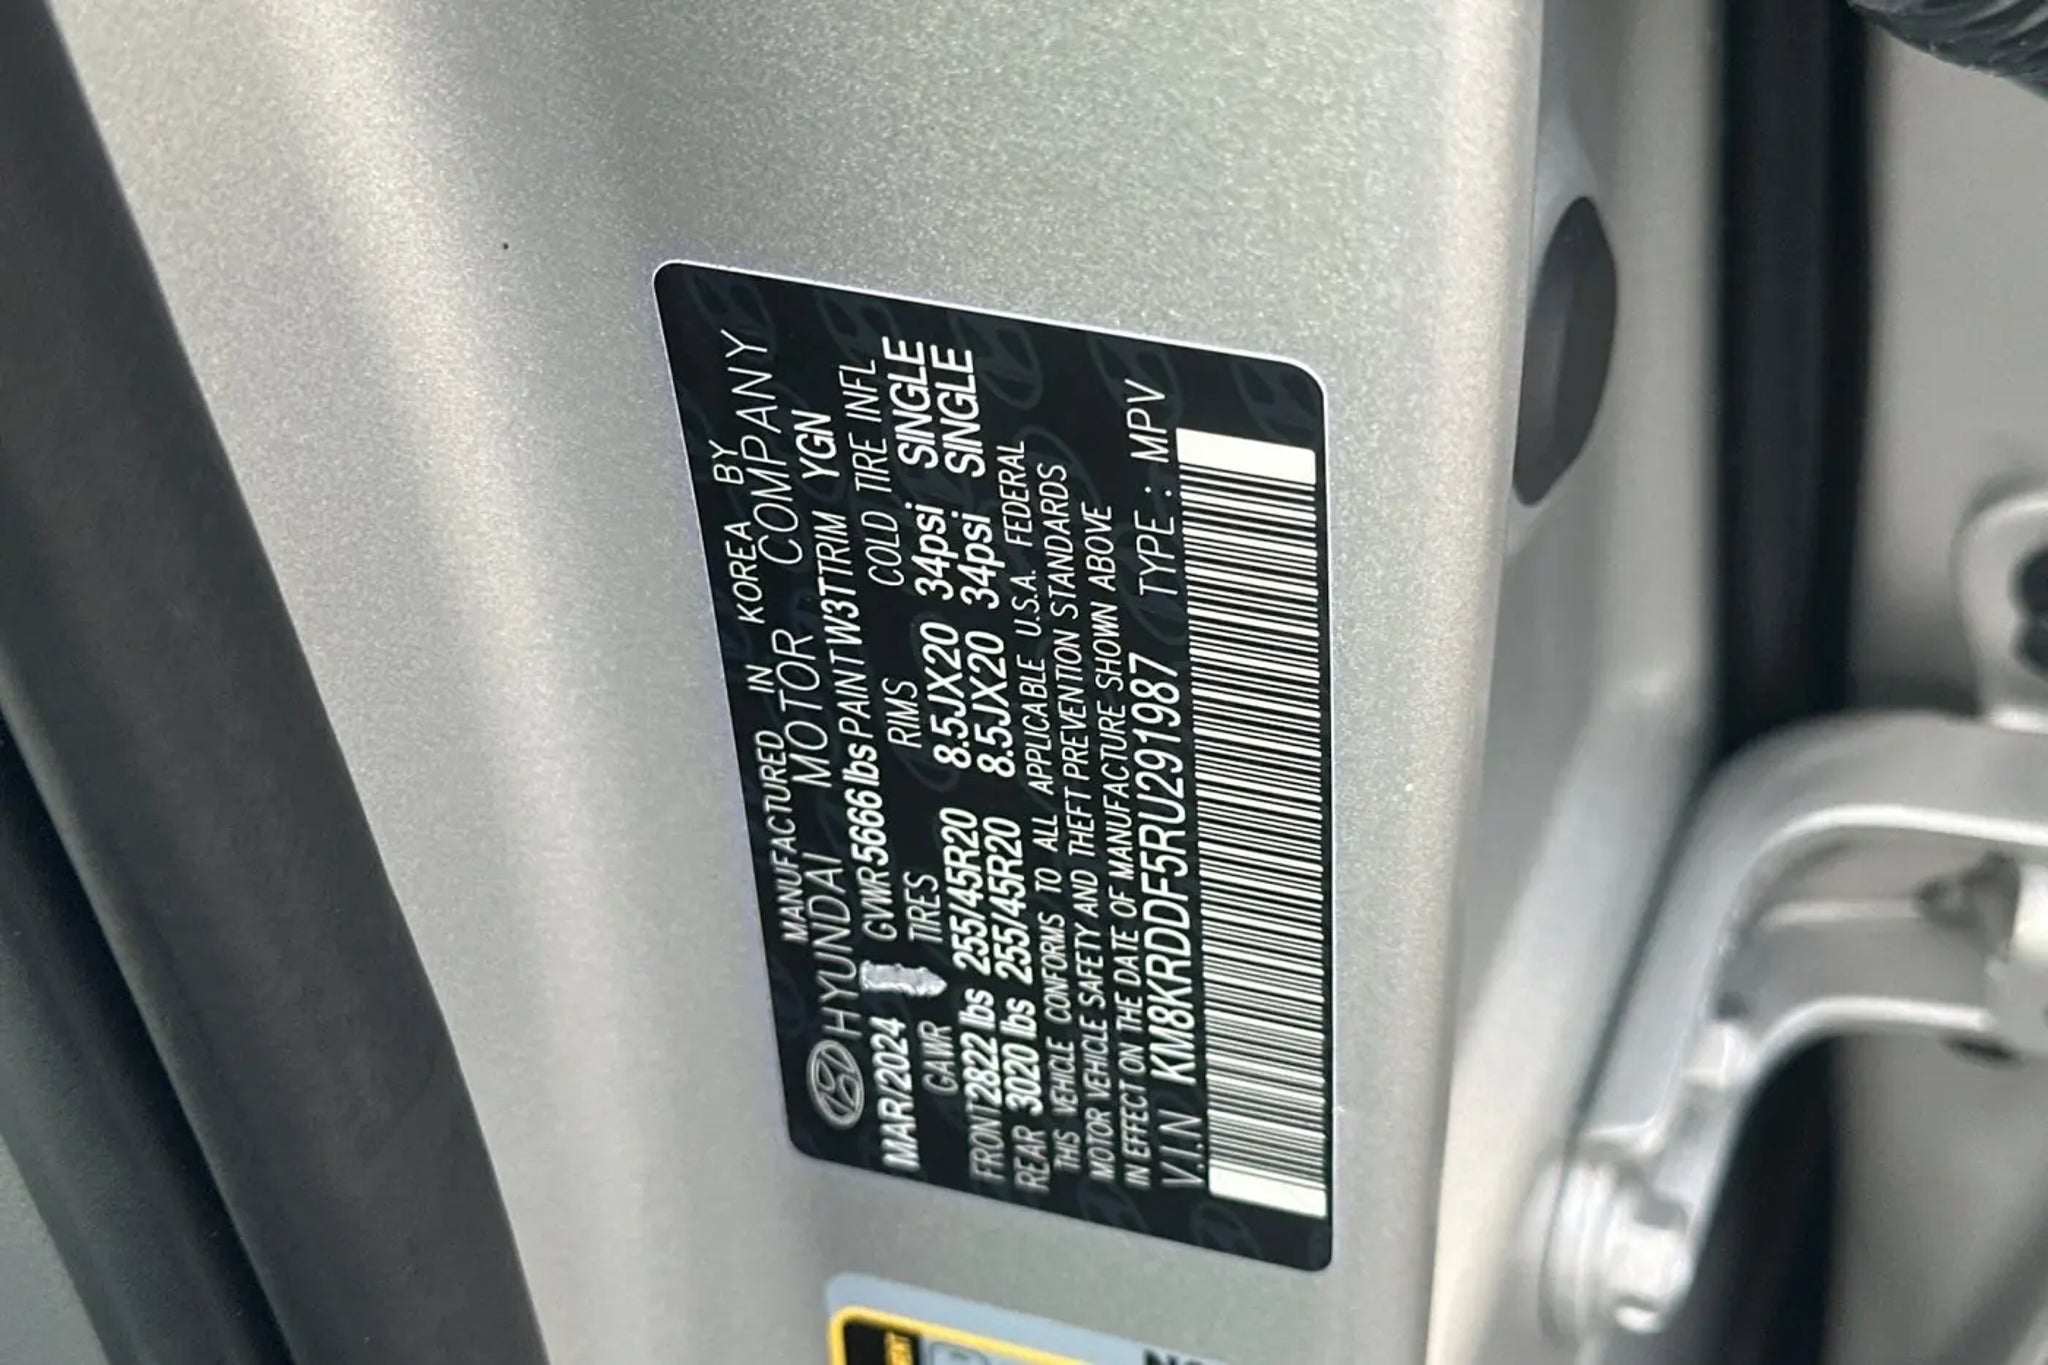 MANUFACTURED IN KOREA BY
HYUNDAI MOTOR COMPANY
MAR/2024 GVWR 5666lbs PAINT W3T TRIM YGN
GAWR TIRES RIMS COLD TIRE INFL
FRONT 2822 lbs 255/45R20 8.5JX20 34psi SINGLE
REAR 3020 lbs 255/45R20 8.5JX20 34psi SINGLE
THIS VEHICLE CONFORMS TO ALL APPLICABLE U.S.A. FEDERAL
MOTOR VEHICLE SAFETY AND THEFT PREVENTION STANDARDS
IN EFFECT ON THE DATE OF MANUFACTURE SHOWN ABOVE
V.I.N KM8KRDDF5RU291987 TYPE : MPV